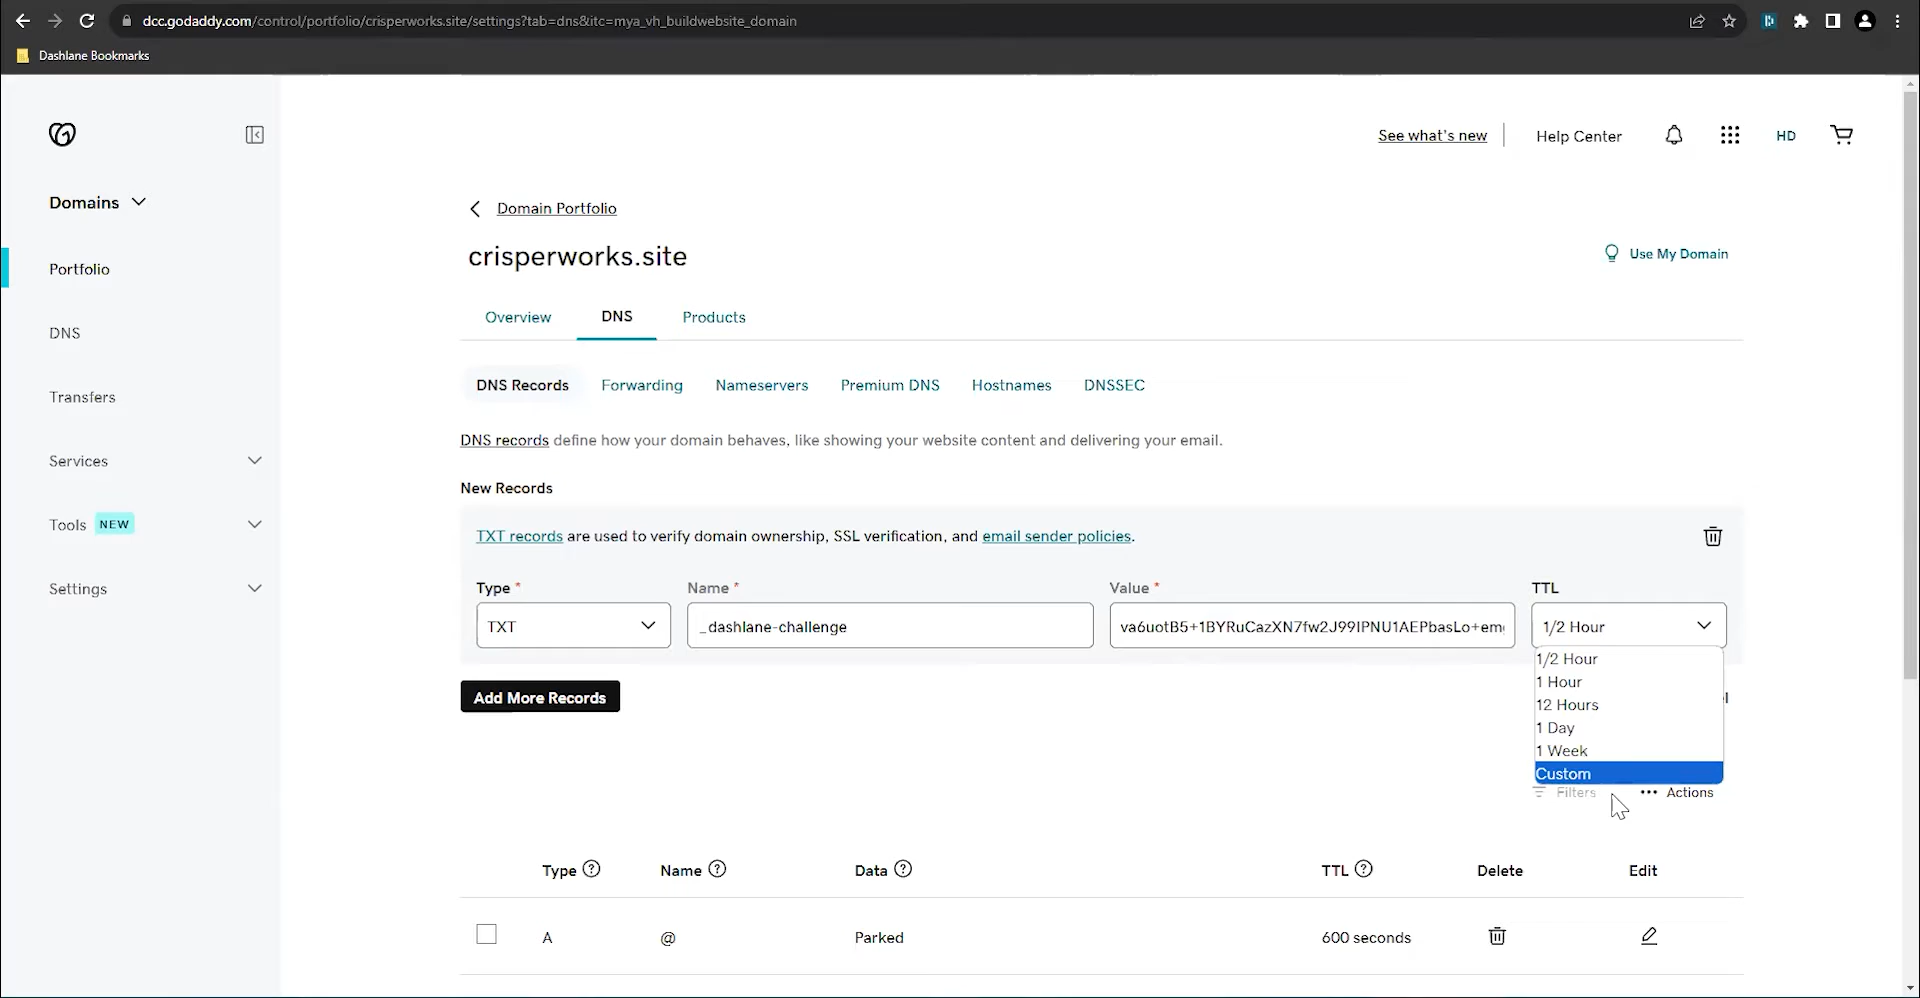 dcc.godaddy.com/control/portfolio/crisperworks.site/settings?tab=dns&itc=mya_vh_buildwebsite_domain
Dashlane Bookmarks
See what's new
Help Center
HD
Domains
Portfolio
DNS
Transfers
Services
Tools NEW
Settings
Domain Portfolio
crisperworks.site
Use My Domain
Overview
DNS
Products
DNS Records
Forwarding
Nameservers
Premium DNS
Hostnames
DNSSEC
DNS records define how your domain behaves, like showing your website content and delivering your email.
New Records
TXT records are used to verify domain ownership, SSL verification, and email sender policies.
Type * Name * Value * TTL
TXT _dashlane-challenge va6uotB5+1BYRuCazXN7fw2J99IPNU1AEPbasLo+em 1/2 Hour
1/2 Hour
1 Hour
12 Hours
1 Day
1 Week
Custom
Add More Records
Filters ••• Actions
Type Name Data TTL Delete Edit
A @ Parked 600 seconds